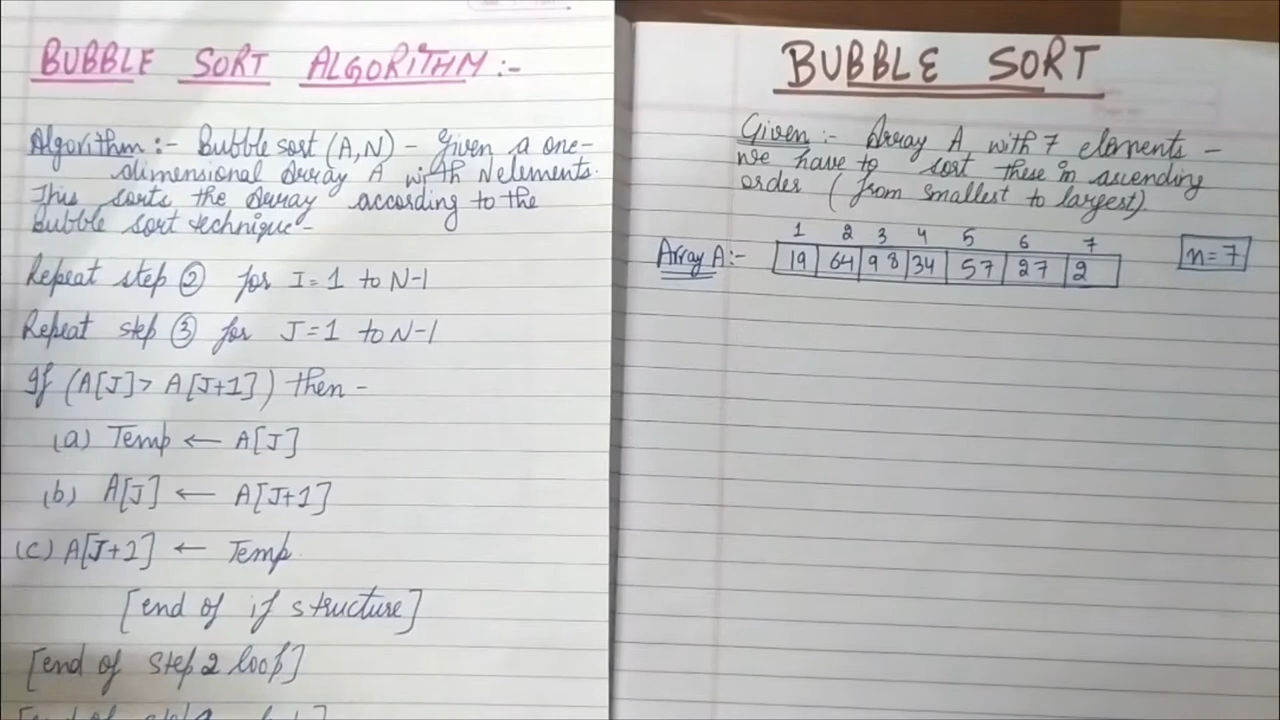 BUBBLE SORT ALGORITHM :-
Algorithm :- Bubble sort (A,N) - Given a one-
dimensional Array A with N elements.
This sorts the Array according to the
Bubble sort technique -
Repeat step ② for I = 1 to N-1
Repeat step ③ for J = 1 to N-1
If (A[J] > A[J+1]) then -
(a) Temp ← A[J]
(b) A[J] ← A[J+1]
(c) A[J+1] ← Temp.
[end of if structure]
[end of step 2 loop]
BUBBLE SORT
Given :- Array A with 7 elements -
we have to sort these in ascending
order (from smallest to largest)
1 2 3 4 5 6 7
Array A :- 19 64 98 34 57 27 2 n=7